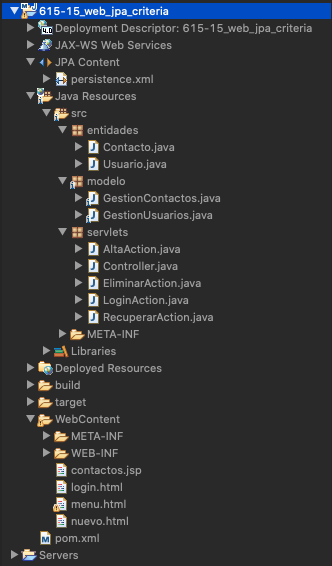 615-15_web_jpa_criteria
Deployment Descriptor: 615-15_web_jpa_criteria
JAX-WS Web Services
JPA Content
persistence.xml
Java Resources
src
entidades
Contacto.java
Usuario.java
modelo
GestionContactos.java
GestionUsuarios.java
servlets
AltaAction.java
Controller.java
EliminarAction.java
LoginAction.java
RecuperarAction.java
META-INF
Libraries
Deployed Resources
build
target
WebContent
META-INF
WEB-INF
contactos.jsp
login.html
menu.html
nuevo.html
pom.xml
Servers